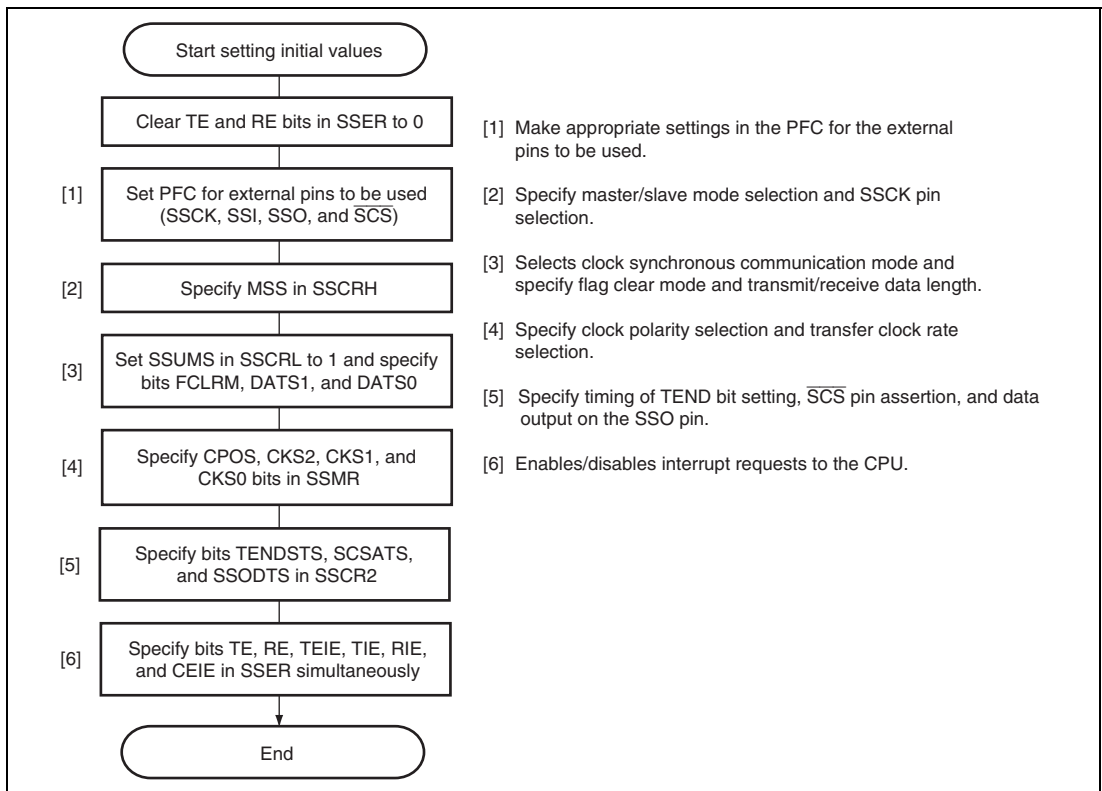 Start setting initial values
Clear TE and RE bits in SSER to 0
[1]
Set PFC for external pins to be used
(SSCK, SSI, SSO, and S̅C̅S̅)
[2]
Specify MSS in SSCRH
[3]
Set SSUMS in SSCRL to 1 and specify
bits FCLRM, DATS1, and DATS0
[4]
Specify CPOS, CKS2, CKS1, and
CKS0 bits in SSMR
[5]
Specify bits TENDSTS, SCSATS,
and SSODTS in SSCR2
[6]
Specify bits TE, RE, TEIE, TIE, RIE,
and CEIE in SSER simultaneously
End
[1] Make appropriate settings in the PFC for the external
pins to be used.
[2] Specify master/slave mode selection and SSCK pin
selection.
[3] Selects clock synchronous communication mode and
specify flag clear mode and transmit/receive data length.
[4] Specify clock polarity selection and transfer clock rate
selection.
[5] Specify timing of TEND bit setting, S̅C̅S̅ pin assertion, and data
output on the SSO pin.
[6] Enables/disables interrupt requests to the CPU.